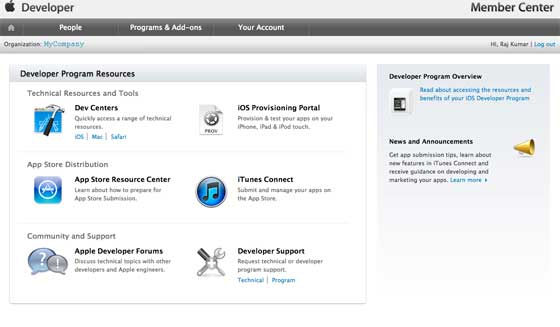 Developer
Member Center
People
Programs & Add-ons
Your Account
Organization: MyCompany
Hi, Raj Kumar | Log out
Developer Program Resources
Technical Resources and Tools
Dev Centers
Quickly access a range of technical
resources.
iOS | Mac | Safari
PROV
iOS Provisioning Portal
Provision & test your apps on your
iPhone, iPad & iPod touch.
App Store Distribution
App Store Resource Center
Learn about how to prepare for
App Store Submission.
iTunes Connect
Submit and manage your apps on
the App Store.
Community and Support
Apple Developer Forums
Discuss technical topics with other
developers and Apple engineers.
Developer Support
Request technical or developer
program support.
Technical | Program
Developer Program Overview
Read about accessing the resources and
benefits of your iOS Developer Program
News and Announcements
Get app submission tips, learn about
new features in iTunes Connect and
receive guidance on developing and
marketing your apps. Learn more